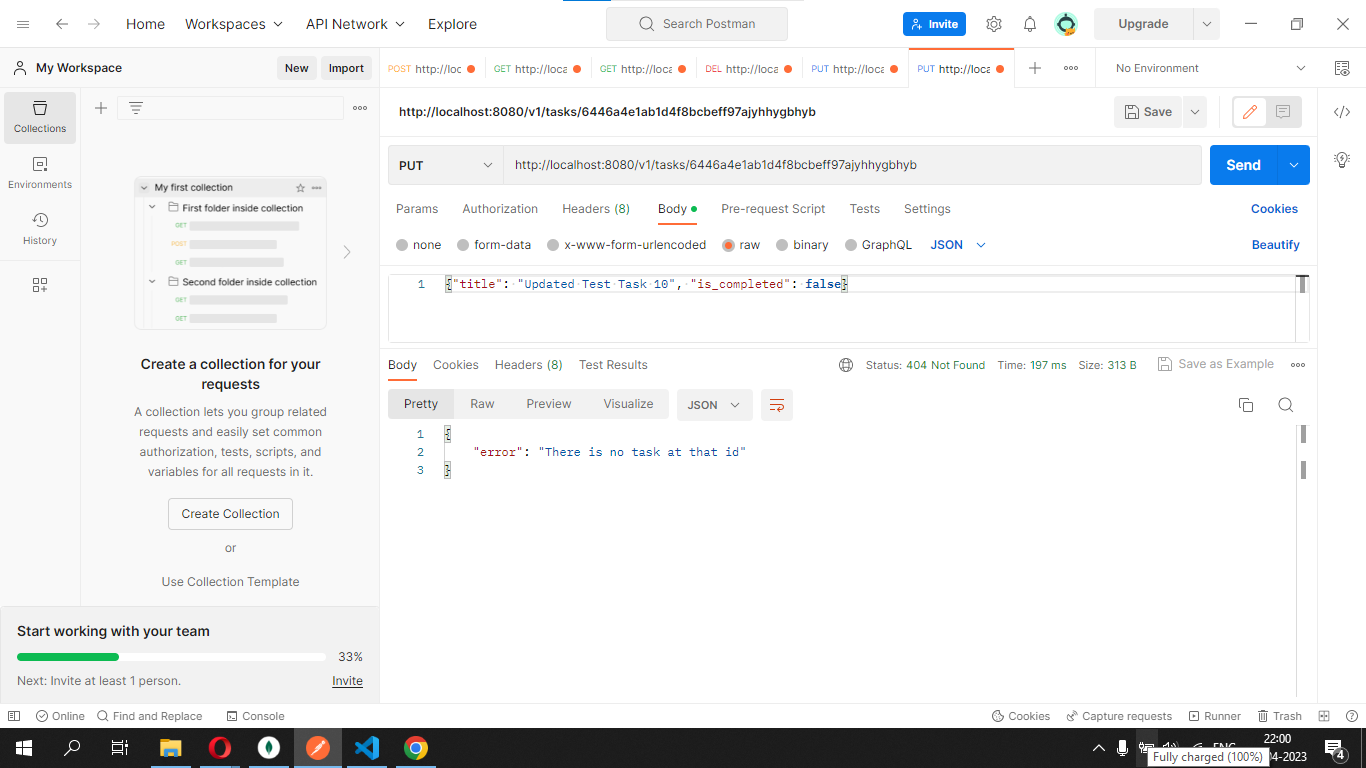 Home
Workspaces
API Network
Explore
Search Postman
Invite
Upgrade
My Workspace
New
Import
POST http://loc
GET http://loca
GET http://loca
DEL http://loca
PUT http://loca
PUT http://loca
No Environment
Collections
Environments
History
My first collection
First folder inside collection
GET
POST
GET
Second folder inside collection
GET
GET
Create a collection for your
requests
A collection lets you group related
requests and easily set common
authorization, tests, scripts, and
variables for all requests in it.
Create Collection
or
Use Collection Template
Start working with your team
33%
Next: Invite at least 1 person.
Invite
http://localhost:8080/v1/tasks/6446a4e1ab1d4f8bcbeff97ajyhhygbhyb
Save
PUT
http://localhost:8080/v1/tasks/6446a4e1ab1d4f8bcbeff97ajyhhygbhyb
Send
Params
Authorization
Headers (8)
Body
Pre-request Script
Tests
Settings
Cookies
none
form-data
x-www-form-urlencoded
raw
binary
GraphQL
JSON
Beautify
1 {"title": "Updated Test Task 10", "is_completed": false}
Body
Cookies
Headers (8)
Test Results
Status: 404 Not Found
Time: 197 ms
Size: 313 B
Save as Example
Pretty
Raw
Preview
Visualize
JSON
1 {
2 "error": "There is no task at that id"
3 }
Online
Find and Replace
Console
Cookies
Capture requests
Runner
Trash
22:00
04-2023
4
Fully charged (100%)